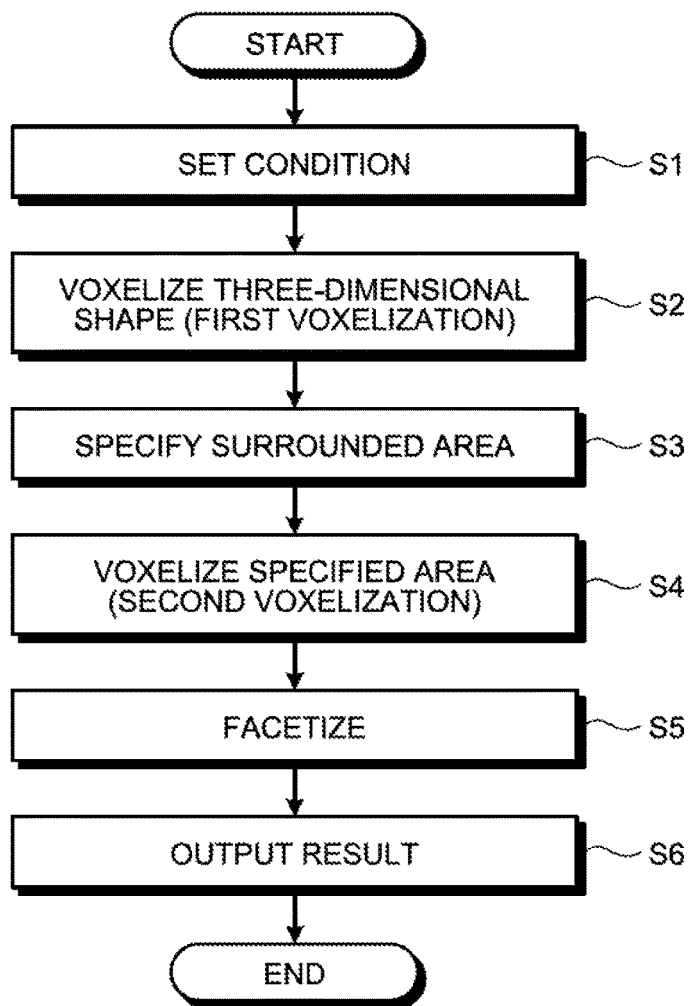 START
SET CONDITION
S1
VOXELIZE THREE-DIMENSIONAL
SHAPE (FIRST VOXELIZATION)
S2
SPECIFY SURROUNDED AREA
S3
VOXELIZE SPECIFIED AREA
(SECOND VOXELIZATION)
S4
FACETIZE
S5
OUTPUT RESULT
S6
END